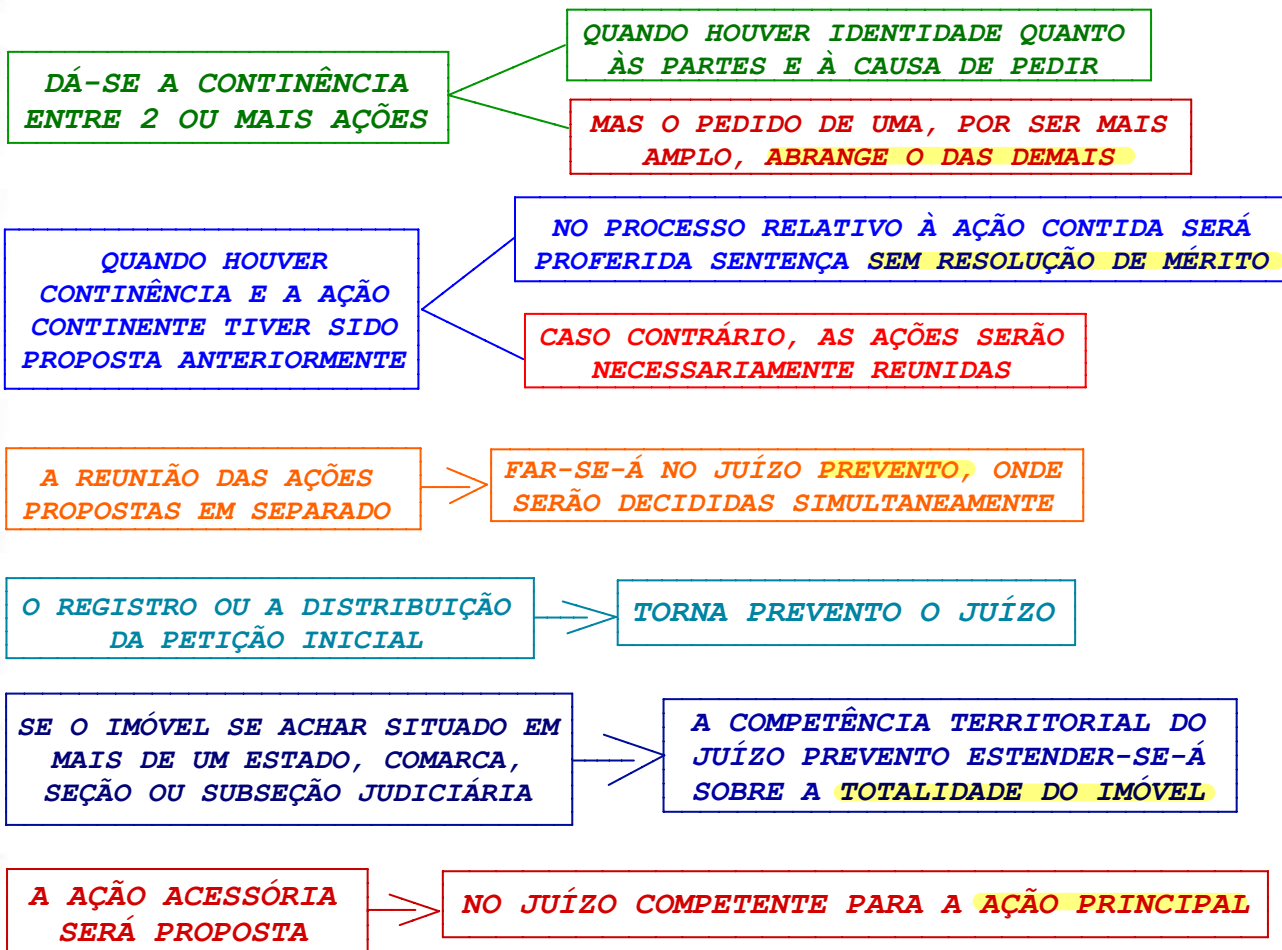 DÁ-SE A CONTINÊNCIA
ENTRE 2 OU MAIS AÇÕES
QUANDO HOUVER IDENTIDADE QUANTO
ÀS PARTES E À CAUSA DE PEDIR
MAS O PEDIDO DE UMA, POR SER MAIS
AMPLO, ABRANGE O DAS DEMAIS
QUANDO HOUVER
CONTINÊNCIA E A AÇÃO
CONTINENTE TIVER SIDO
PROPOSTA ANTERIORMENTE
NO PROCESSO RELATIVO À AÇÃO CONTIDA SERÁ
PROFERIDA SENTENÇA SEM RESOLUÇÃO DE MÉRITO
CASO CONTRÁRIO, AS AÇÕES SERÃO
NECESSARIAMENTE REUNIDAS
A REUNIÃO DAS AÇÕES
PROPOSTAS EM SEPARADO
FAR-SE-Á NO JUÍZO PREVENTO, ONDE
SERÃO DECIDIDAS SIMULTANEAMENTE
O REGISTRO OU A DISTRIBUIÇÃO
DA PETIÇÃO INICIAL
TORNA PREVENTO O JUÍZO
SE O IMÓVEL SE ACHAR SITUADO EM
MAIS DE UM ESTADO, COMARCA,
SEÇÃO OU SUBSEÇÃO JUDICIÁRIA
A COMPETÊNCIA TERRITORIAL DO
JUÍZO PREVENTO ESTENDER-SE-Á
SOBRE A TOTALIDADE DO IMÓVEL
A AÇÃO ACESSÓRIA
SERÁ PROPOSTA
NO JUÍZO COMPETENTE PARA A AÇÃO PRINCIPAL